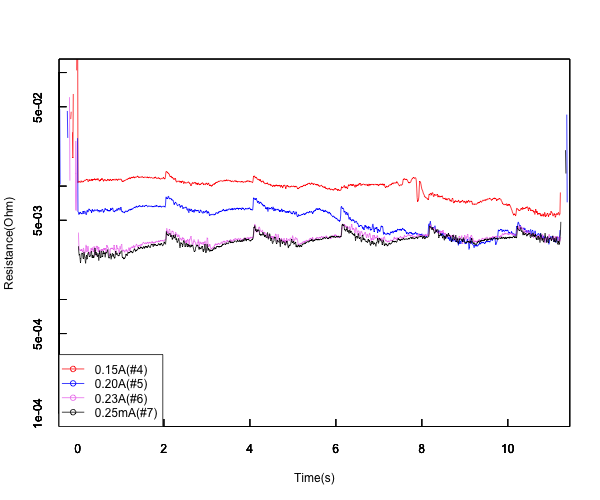 5e-02
5e-03
5e-04
1e-04
Resistance(Ohm)
0.15A(#4)
0.20A(#5)
0.23A(#6)
0.25mA(#7)
0 2 4 6 8 10
Time(s)